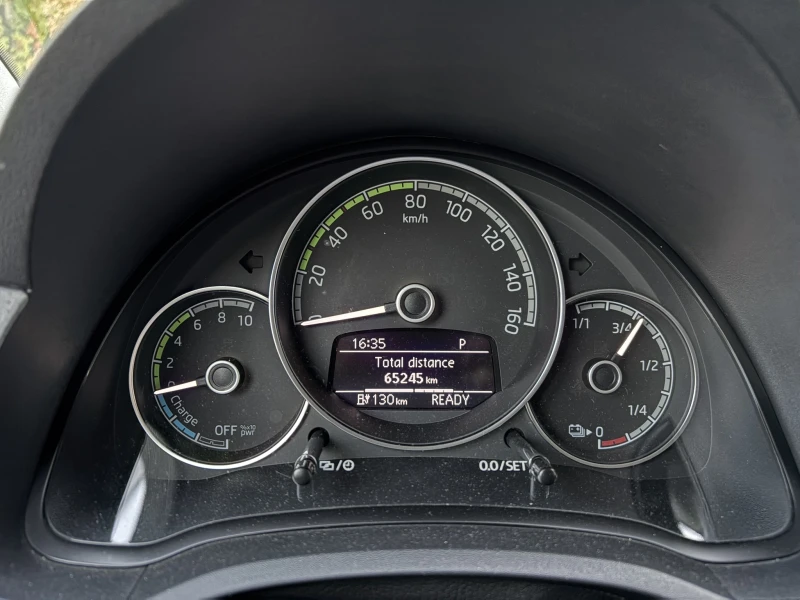 0 20 40 60 80 100 120 140 160
km/h
0 2 4 6 8 10
Charge
OFF %x10
pwr
1/1 3/4 1/2 1/4 0
16:35 P
Total distance
65245 km
130 km READY
/
0.0/SET